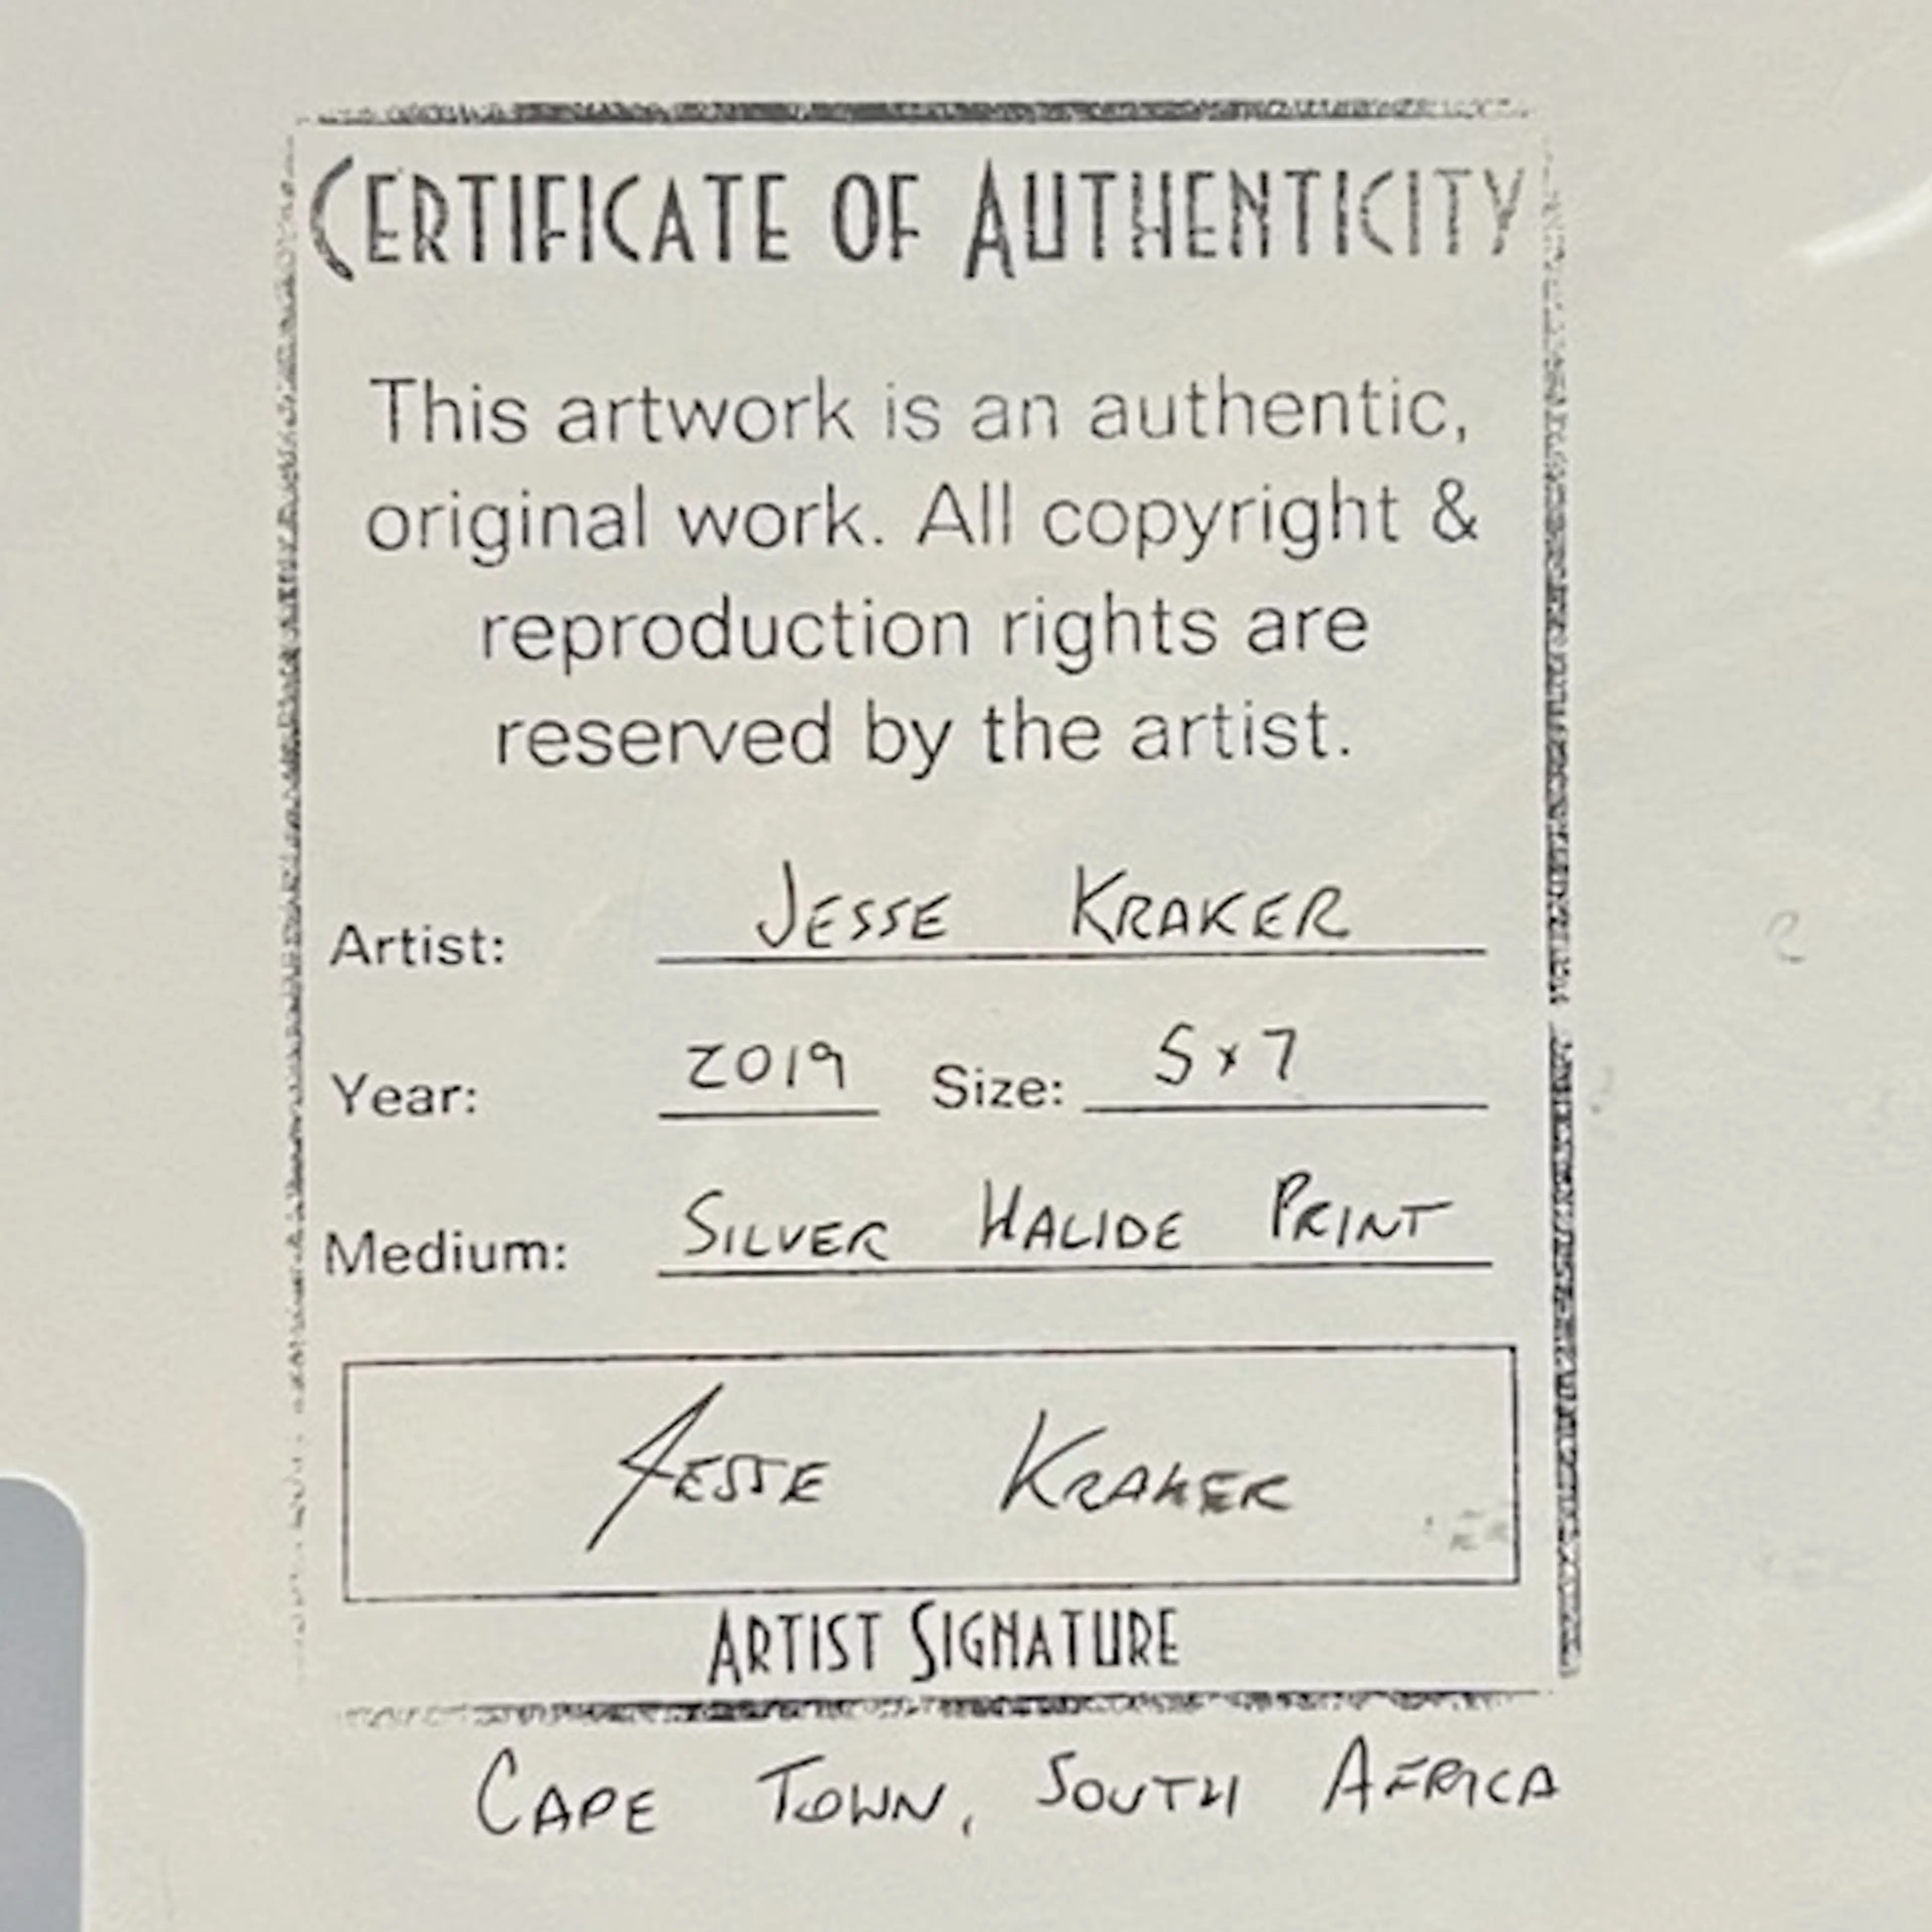 CERTIFICATE OF AUTHENTICITY
This artwork is an authentic,
original work. All copyright &
reproduction rights are
reserved by the artist.
Artist: JESSE KRAKER
Year: 2019 Size: 5x7
Medium: SILVER HALIDE PRINT
JESSE KRAKER
ARTIST SIGNATURE
CAPE TOWN, SOUTH AFRICA